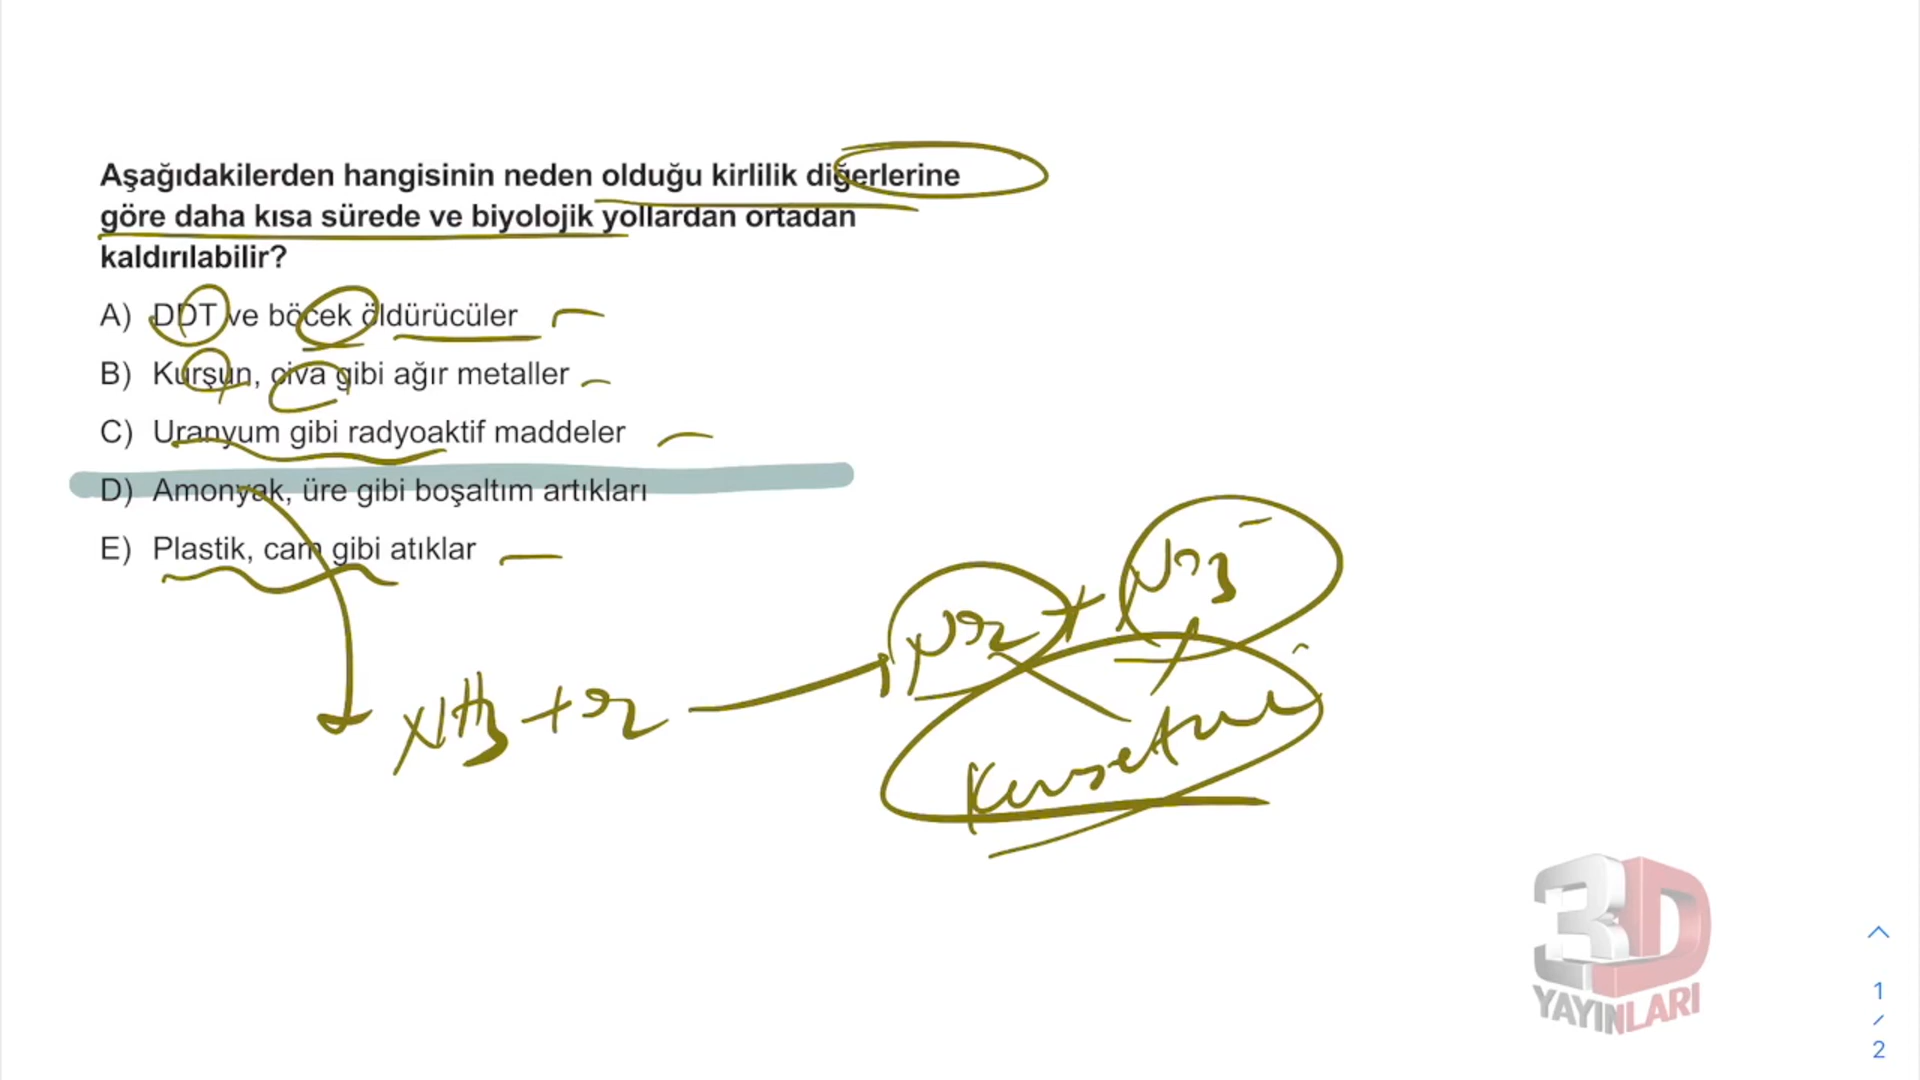 Aşağıdakilerden hangisinin neden olduğu kirlilik diğerlerine
göre daha kısa sürede ve biyolojik yollardan ortadan
kaldırılabilir?
A) DDT ve böcek öldürücüler
B) Kurşun, civa gibi ağır metaller
C) Uranyum gibi radyoaktif maddeler
D) Amonyak, üre gibi boşaltım artıkları
E) Plastik, cam gibi atıklar
NH3 + O2
NO2 + NO3
3D
YAYINLARI
1
/
2